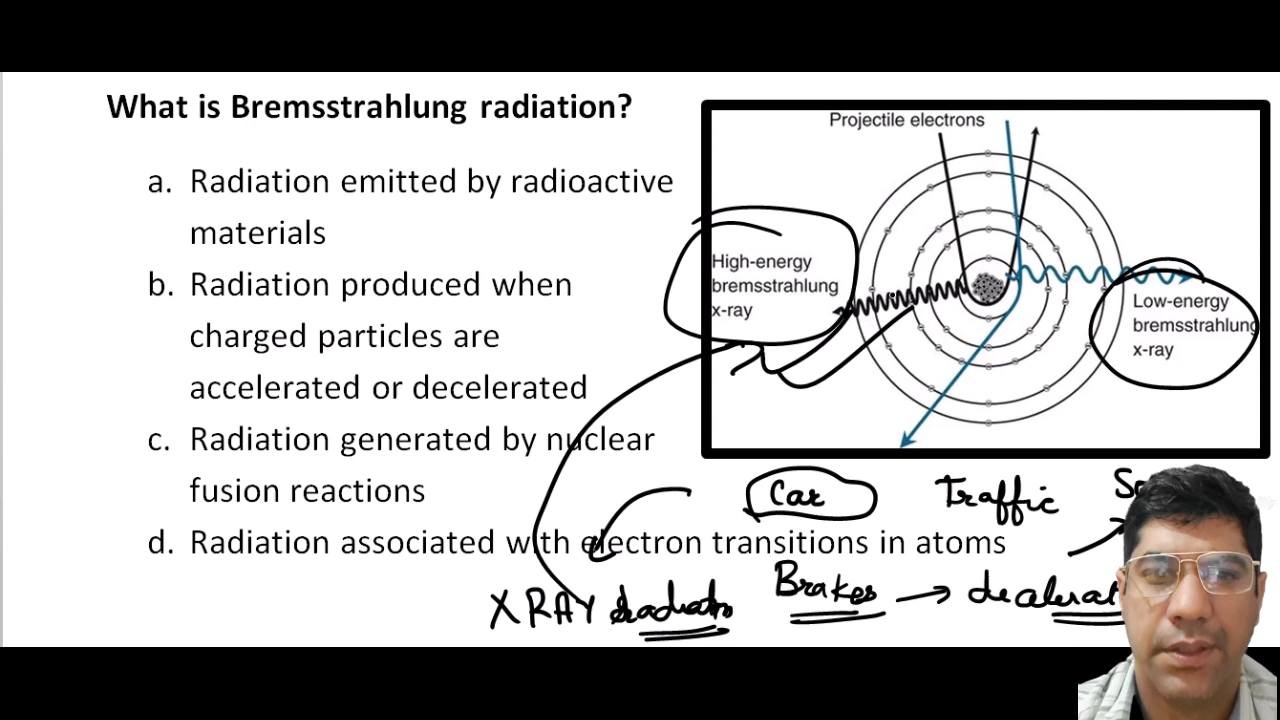 What is Bremsstrahlung radiation?
a. Radiation emitted by radioactive
materials
b. Radiation produced when
charged particles are
accelerated or decelerated
c. Radiation generated by nuclear
fusion reactions
d. Radiation associated with electron transitions in atoms
Projectile electrons
High-energy
bremsstrahlung
x-ray
Low-energy
bremsstrahlung
x-ray
Car Traffic
X RAY Brakes →